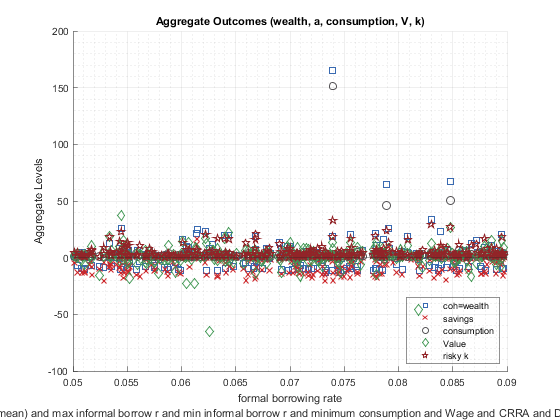 Aggregate Outcomes (wealth, a, consumption, V, k)
200
150
100
50
0
-50
-100
Aggregate Levels
coh=wealth
savings
consumption
Value
risky k
0.05
0.055
0.06
0.065
0.07
0.075
0.08
0.085
0.09
formal borrowing rate
mean) and max informal borrow r and min informal borrow r and minimum consumption and Wage and CRRA and